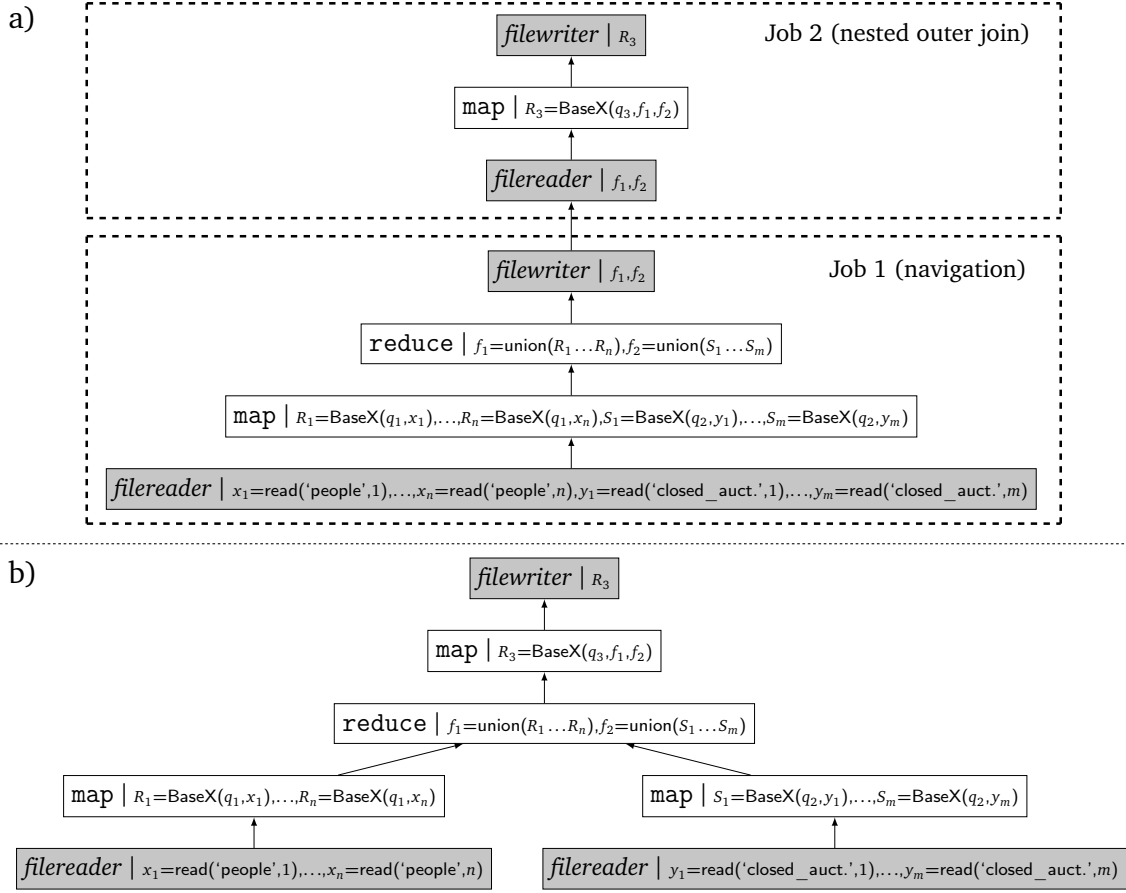 a)
Job 2 (nested outer join)
filewriter | R₃
map | R₃=BaseX(q₃,f₁,f₂)
filereader | f₁,f₂
Job 1 (navigation)
filewriter | f₁,f₂
reduce | f₁=union(R₁…Rₙ),f₂=union(S₁…Sₘ)
map | R₁=BaseX(q₁,x₁),…,Rₙ=BaseX(q₁,xₙ),S₁=BaseX(q₂,y₁),…,Sₘ=BaseX(q₂,yₘ)
filereader | x₁=read(‘people’,1),…,xₙ=read(‘people’,n),y₁=read(‘closed_auct.’,1),…,yₘ=read(‘closed_auct.’,m)
b)
filewriter | R₃
map | R₃=BaseX(q₃,f₁,f₂)
reduce | f₁=union(R₁…Rₙ),f₂=union(S₁…Sₘ)
map | R₁=BaseX(q₁,x₁),…,Rₙ=BaseX(q₁,xₙ)
map | S₁=BaseX(q₂,y₁),…,Sₘ=BaseX(q₂,yₘ)
filereader | x₁=read(‘people’,1),…,xₙ=read(‘people’,n)
filereader | y₁=read(‘closed_auct.’,1),…,yₘ=read(‘closed_auct.’,m)